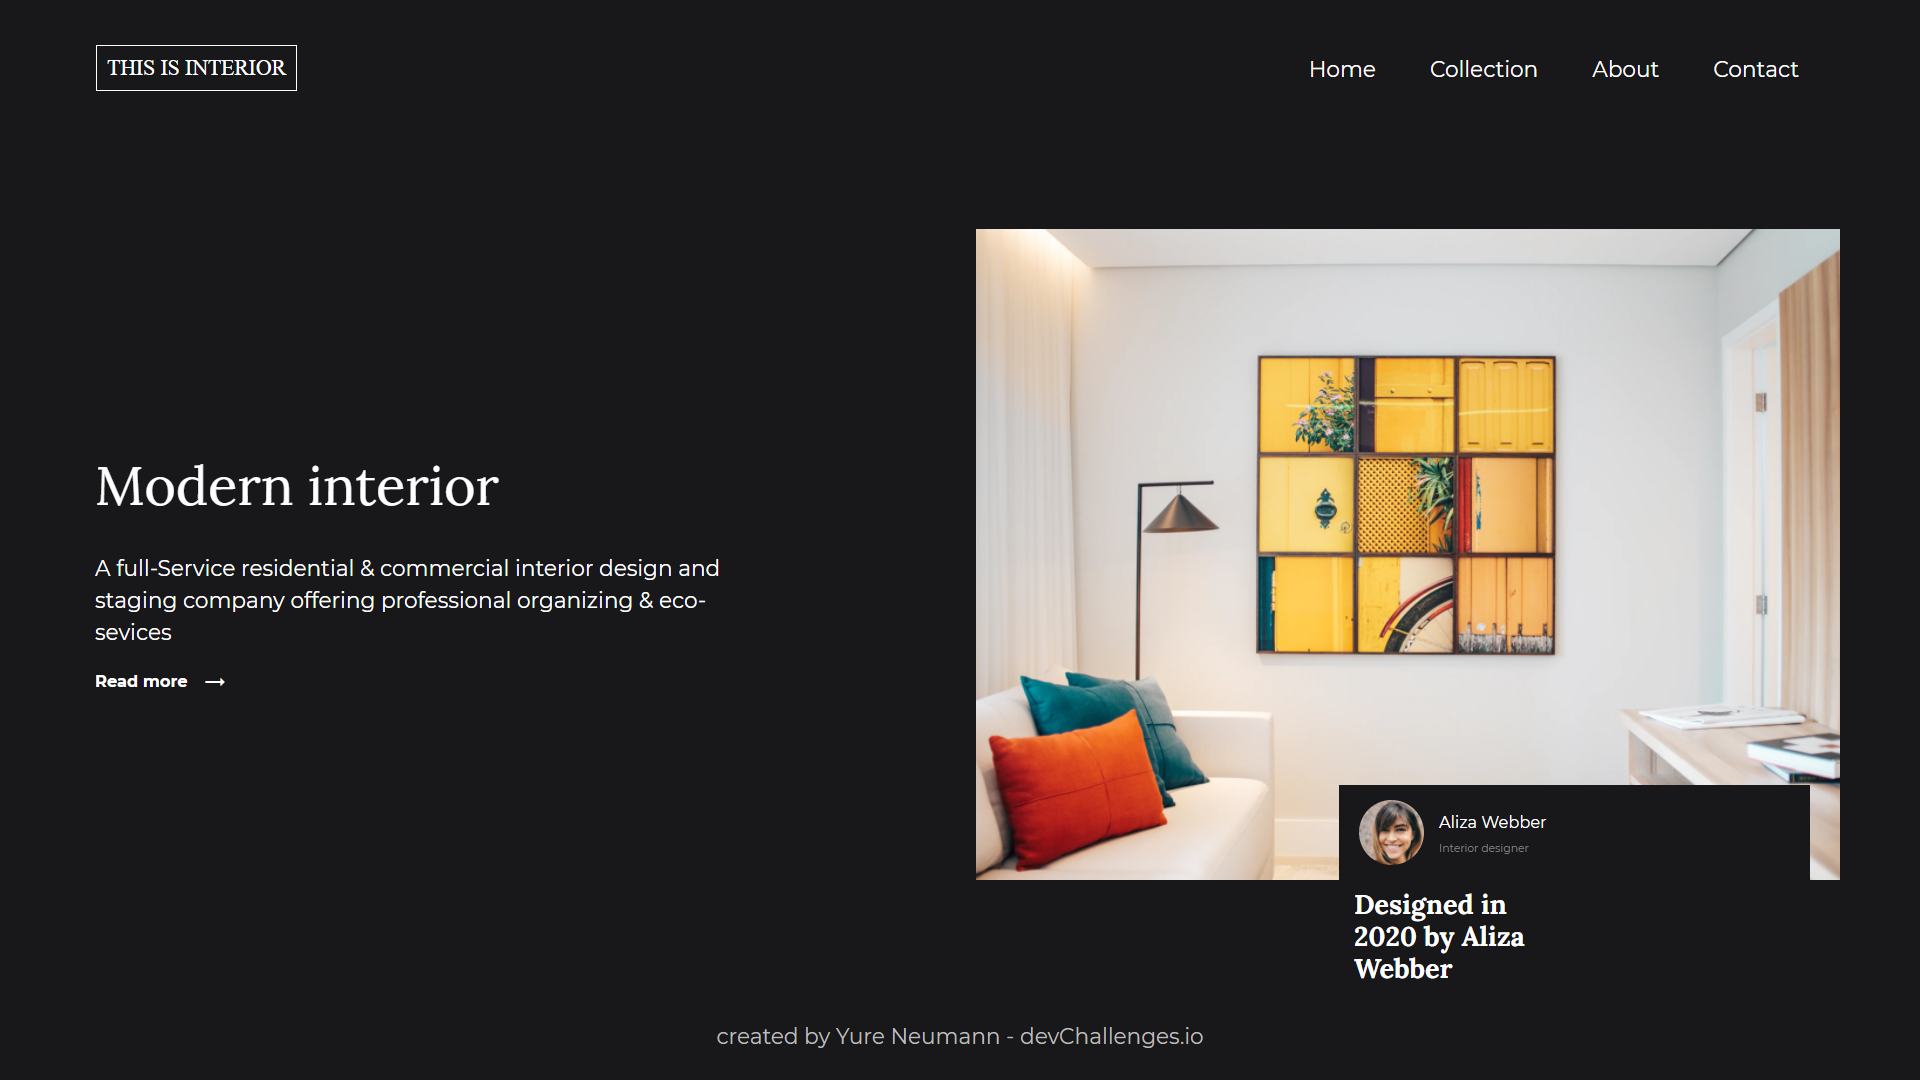 THIS IS INTERIOR
Home Collection About Contact
Modern interior
A full-Service residential & commercial interior design and
staging company offering professional organizing & eco-
sevices
Read more
Aliza Webber
Interior designer
Designed in
2020 by Aliza
Webber
created by Yure Neumann - devChallenges.io